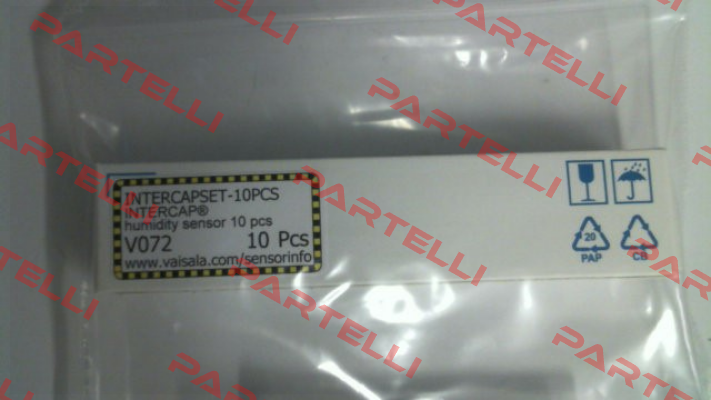 INTERCAPSET-10PCS
INTERCAP®
humidity sensor 10 pcs
V072 10 Pcs
www.vaisala.com/sensorinfo
20
PAP
CB
PARTELLI
PARTELLI
PARTELLI
PARTELLI
PARTELLI
PARTELLI
PARTELLI